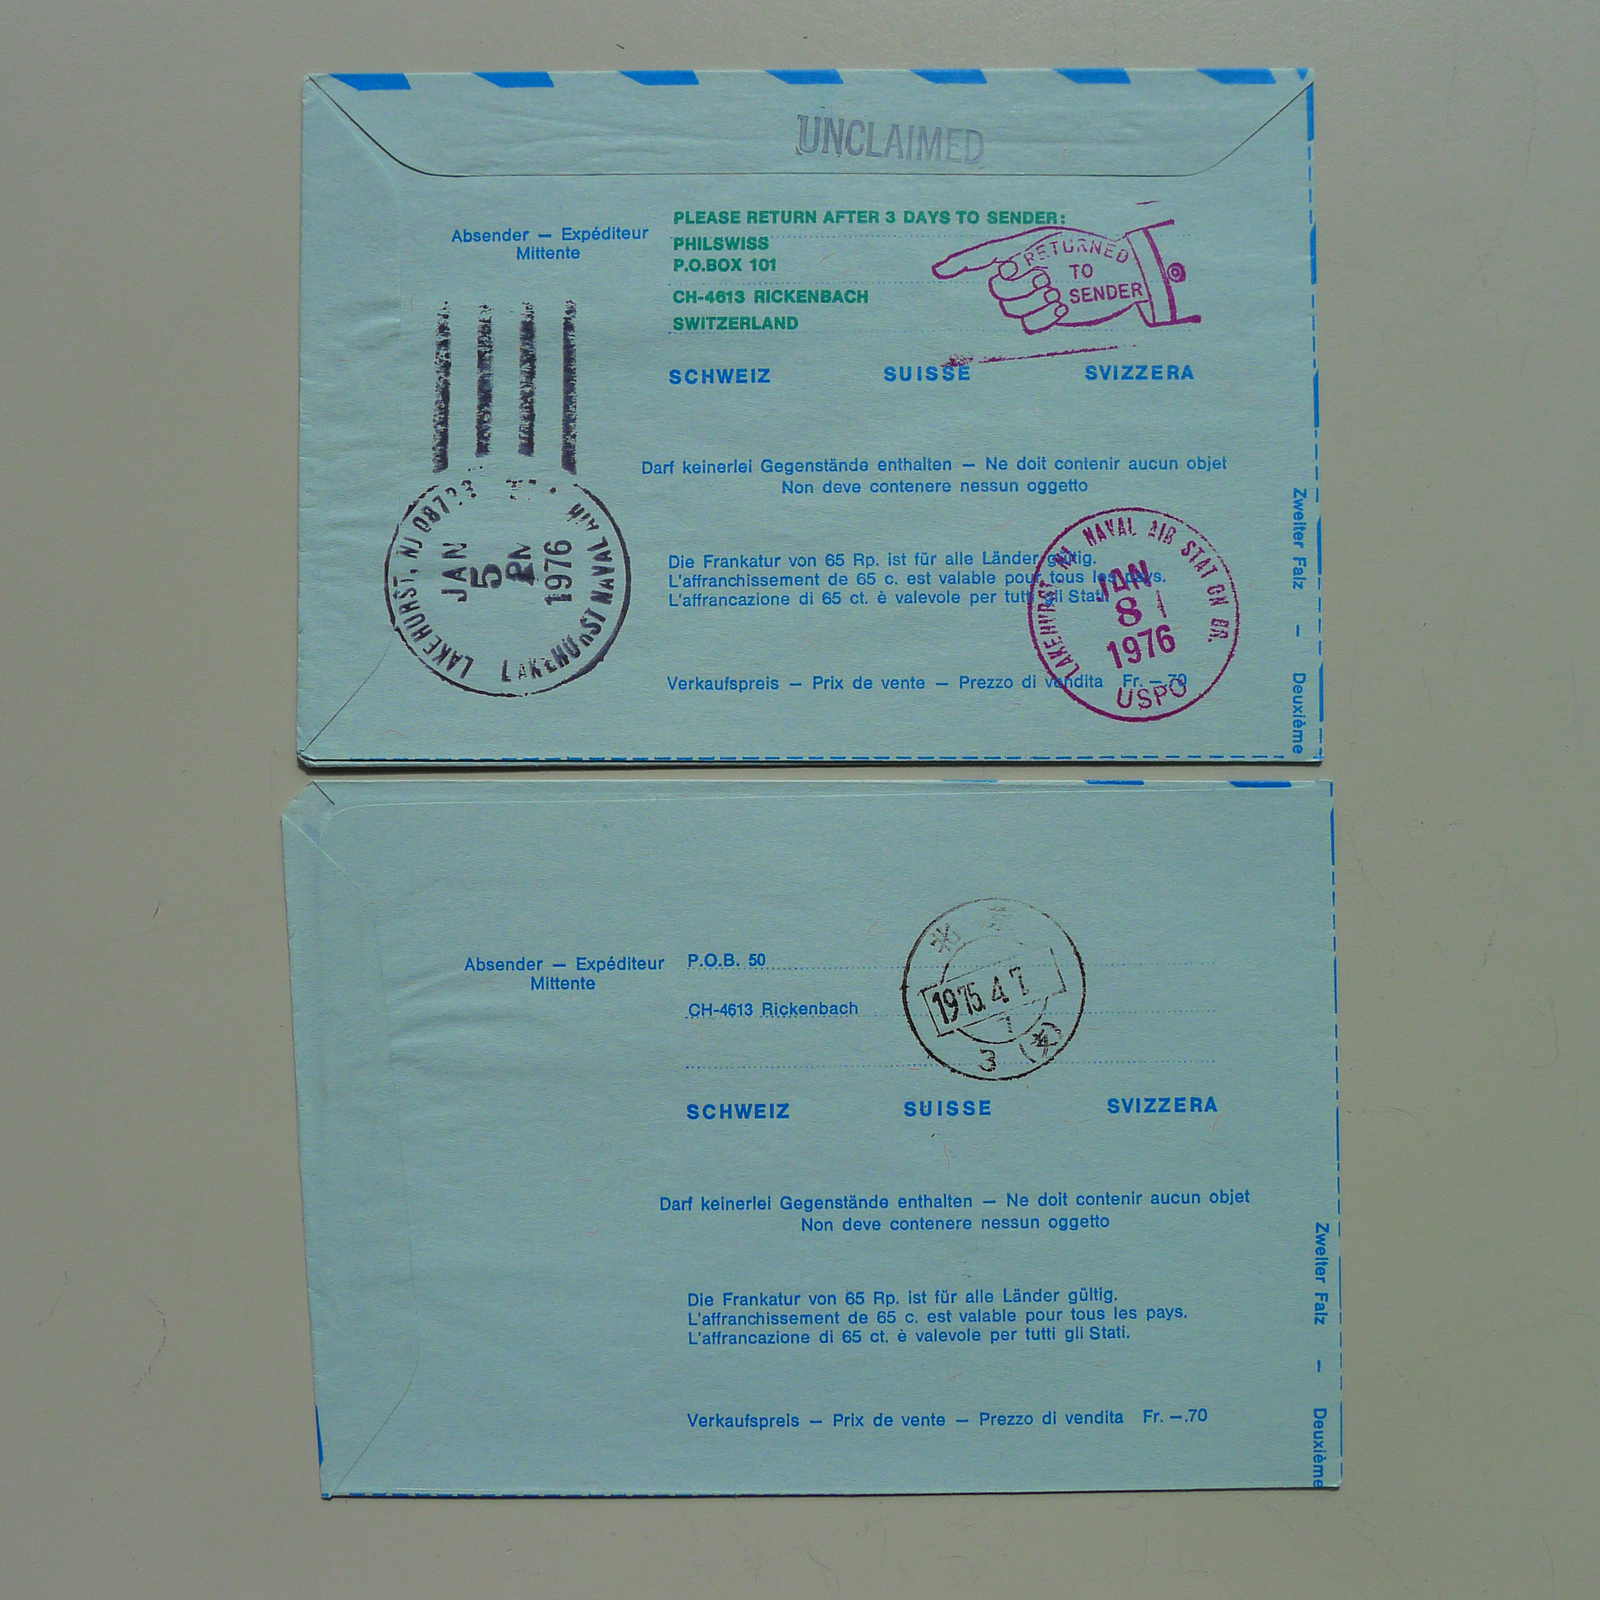 UNCLAIMED
Absender — Expéditeur
Mittente
PLEASE RETURN AFTER 3 DAYS TO SENDER:
PHILSWISS
P.O.BOX 101
CH-4613 RICKENBACH
SWITZERLAND
RETURNED
TO
SENDER
SCHWEIZ SUISSE SVIZZERA
Darf keinerlei Gegenstände enthalten — Ne doit contenir aucun objet
Non deve contenere nessun oggetto
LAKEHURST, NJ
LAKEHURST NAVAL AIR
JAN
5
PM
1976
Die Frankatur von 65 Rp. ist für alle Länder gültig.
L'affranchissement de 65 c. est valable pour tous les pays.
L'affrancazione di 65 ct. è valevole per tutti gli Stati.
LAKEHURST NJ NAVAL AIR STATION BR.
JAN
8
1976
USPO
Verkaufspreis — Prix de vente — Prezzo di vendita Fr. —.70
Zweiter Falz — Deuxième
Absender — Expéditeur
Mittente
P.O.B. 50
CH-4613 Rickenbach
1975.4.7
3
SCHWEIZ SUISSE SVIZZERA
Darf keinerlei Gegenstände enthalten — Ne doit contenir aucun objet
Non deve contenere nessun oggetto
Die Frankatur von 65 Rp. ist für alle Länder gültig.
L'affranchissement de 65 c. est valable pour tous les pays.
L'affrancazione di 65 ct. è valevole per tutti gli Stati.
Verkaufspreis — Prix de vente — Prezzo di vendita Fr. —.70
Zweiter Falz — Deuxième